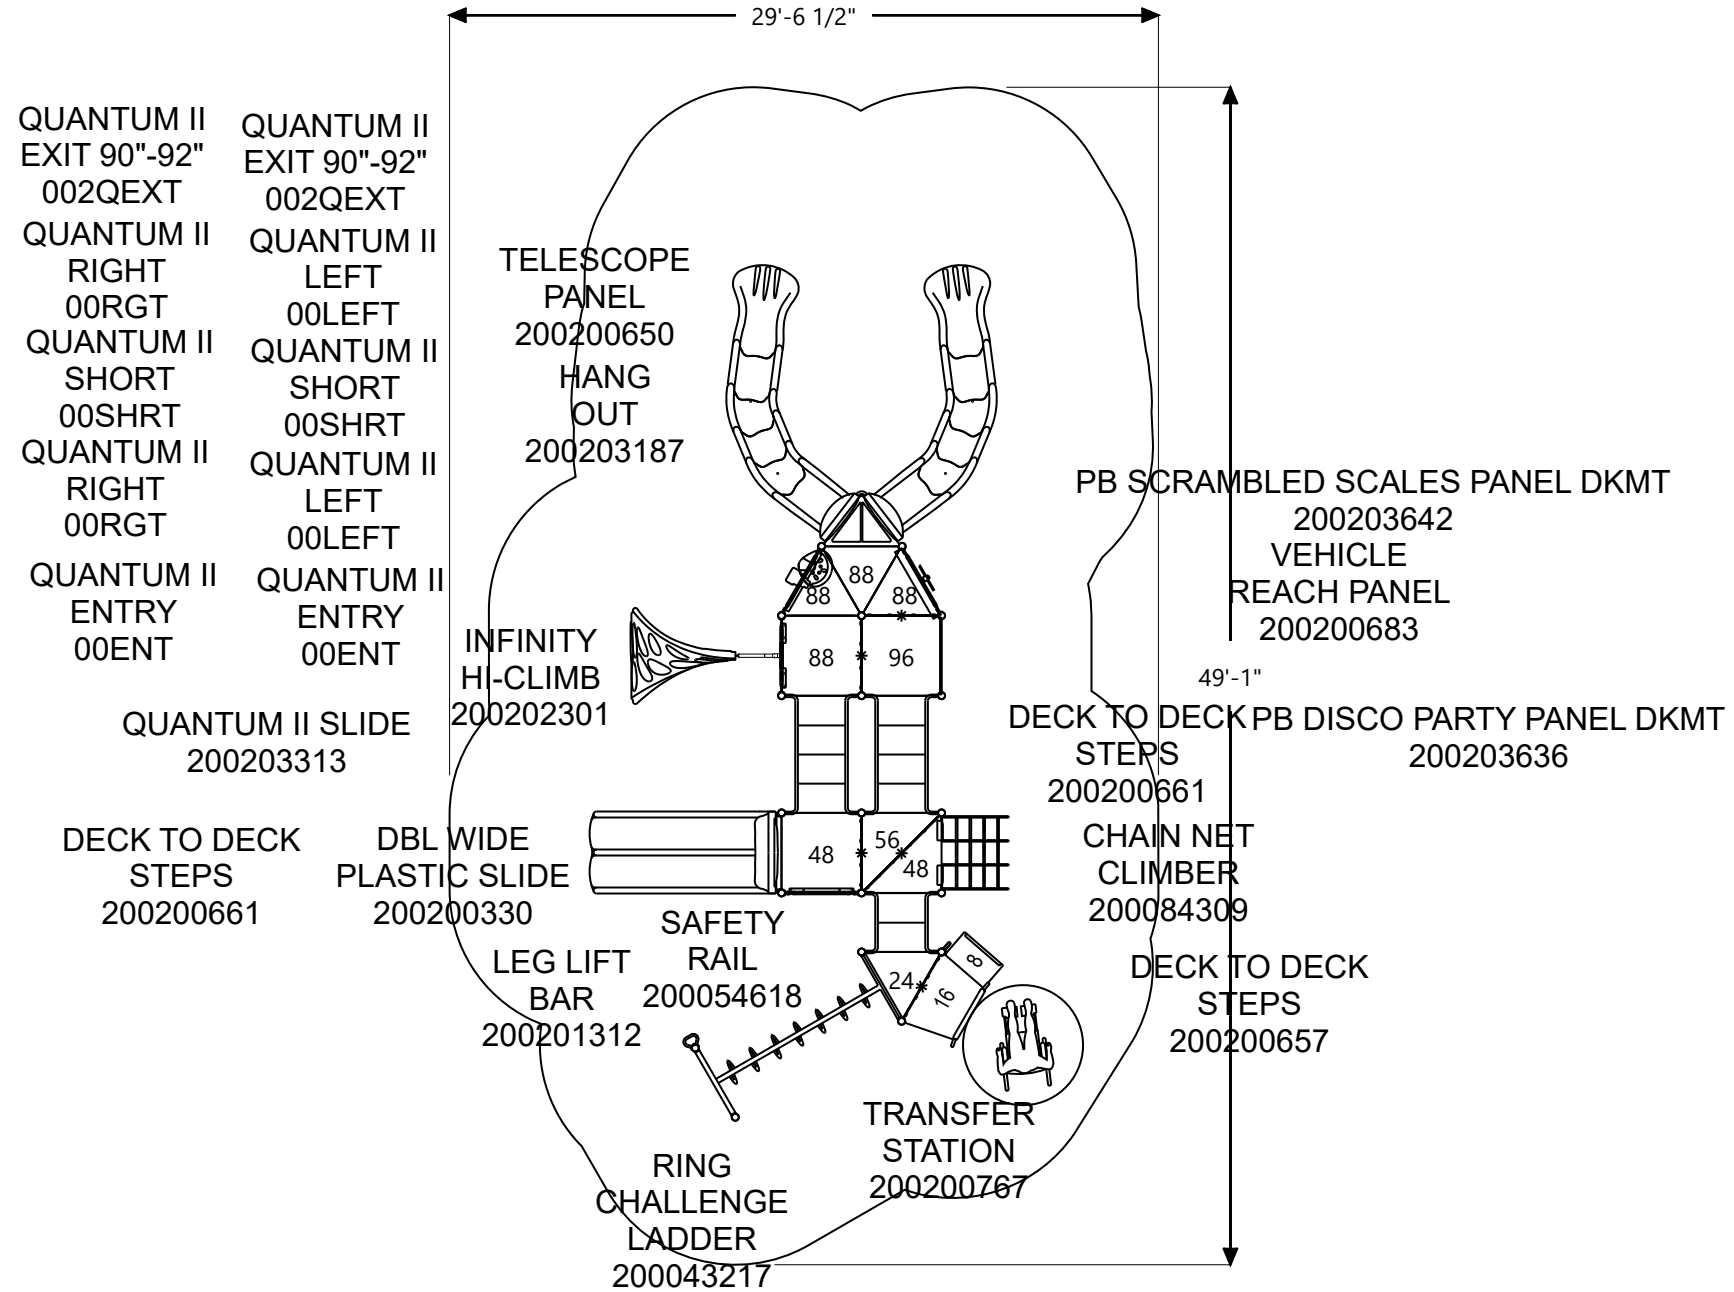 29'-6 1/2"
QUANTUM II
EXIT 90"-92"
002QEXT
QUANTUM II
RIGHT
00RGT
QUANTUM II
SHORT
00SHRT
QUANTUM II
RIGHT
00RGT
QUANTUM II
ENTRY
00ENT
QUANTUM II
EXIT 90"-92"
002QEXT
QUANTUM II
LEFT
00LEFT
QUANTUM II
SHORT
00SHRT
QUANTUM II
LEFT
00LEFT
QUANTUM II
ENTRY
00ENT
QUANTUM II SLIDE
200203313
DECK TO DECK
STEPS
200200661
DBL WIDE
PLASTIC SLIDE
200200330
TELESCOPE
PANEL
200200650
HANG
OUT
200203187
INFINITY
HI-CLIMB
200202301
88
88
88
88
96
48
56
48
24
16
8
SAFETY
RAIL
200054618
LEG LIFT
BAR
200201312
RING
CHALLENGE
LADDER
200043217
TRANSFER
STATION
200200767
PB SCRAMBLED SCALES PANEL DKMT
200203642
VEHICLE
REACH PANEL
200200683
49'-1"
DECK TO DECK
STEPS
200200661
PB DISCO PARTY PANEL DKMT
200203636
CHAIN NET
CLIMBER
200084309
DECK TO DECK
STEPS
200200657